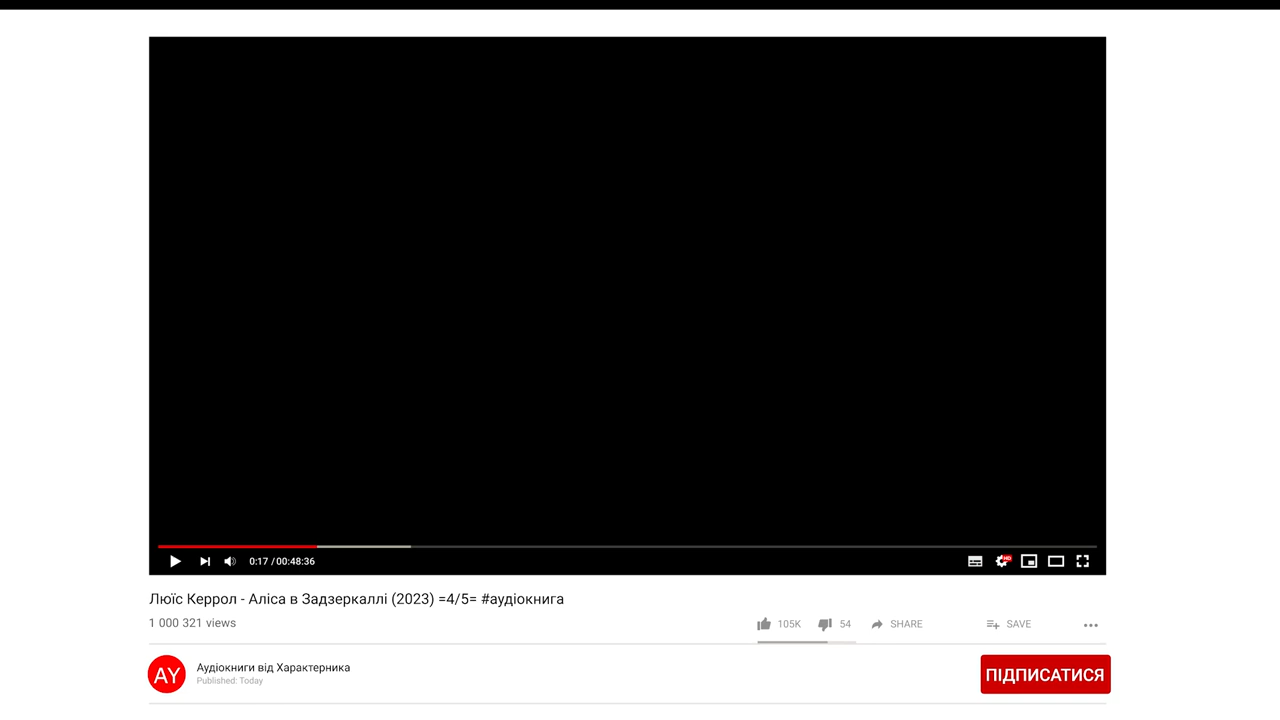 0:17 / 00:48:36
HD
Люїс Керрол - Аліса в Задзеркаллі (2023) =4/5= #аудіокнига
1 000 321 views
105K 54 SHARE SAVE
АУ
Аудіокниги від Характерника
Published: Today
ПІДПИСАТИСЯ